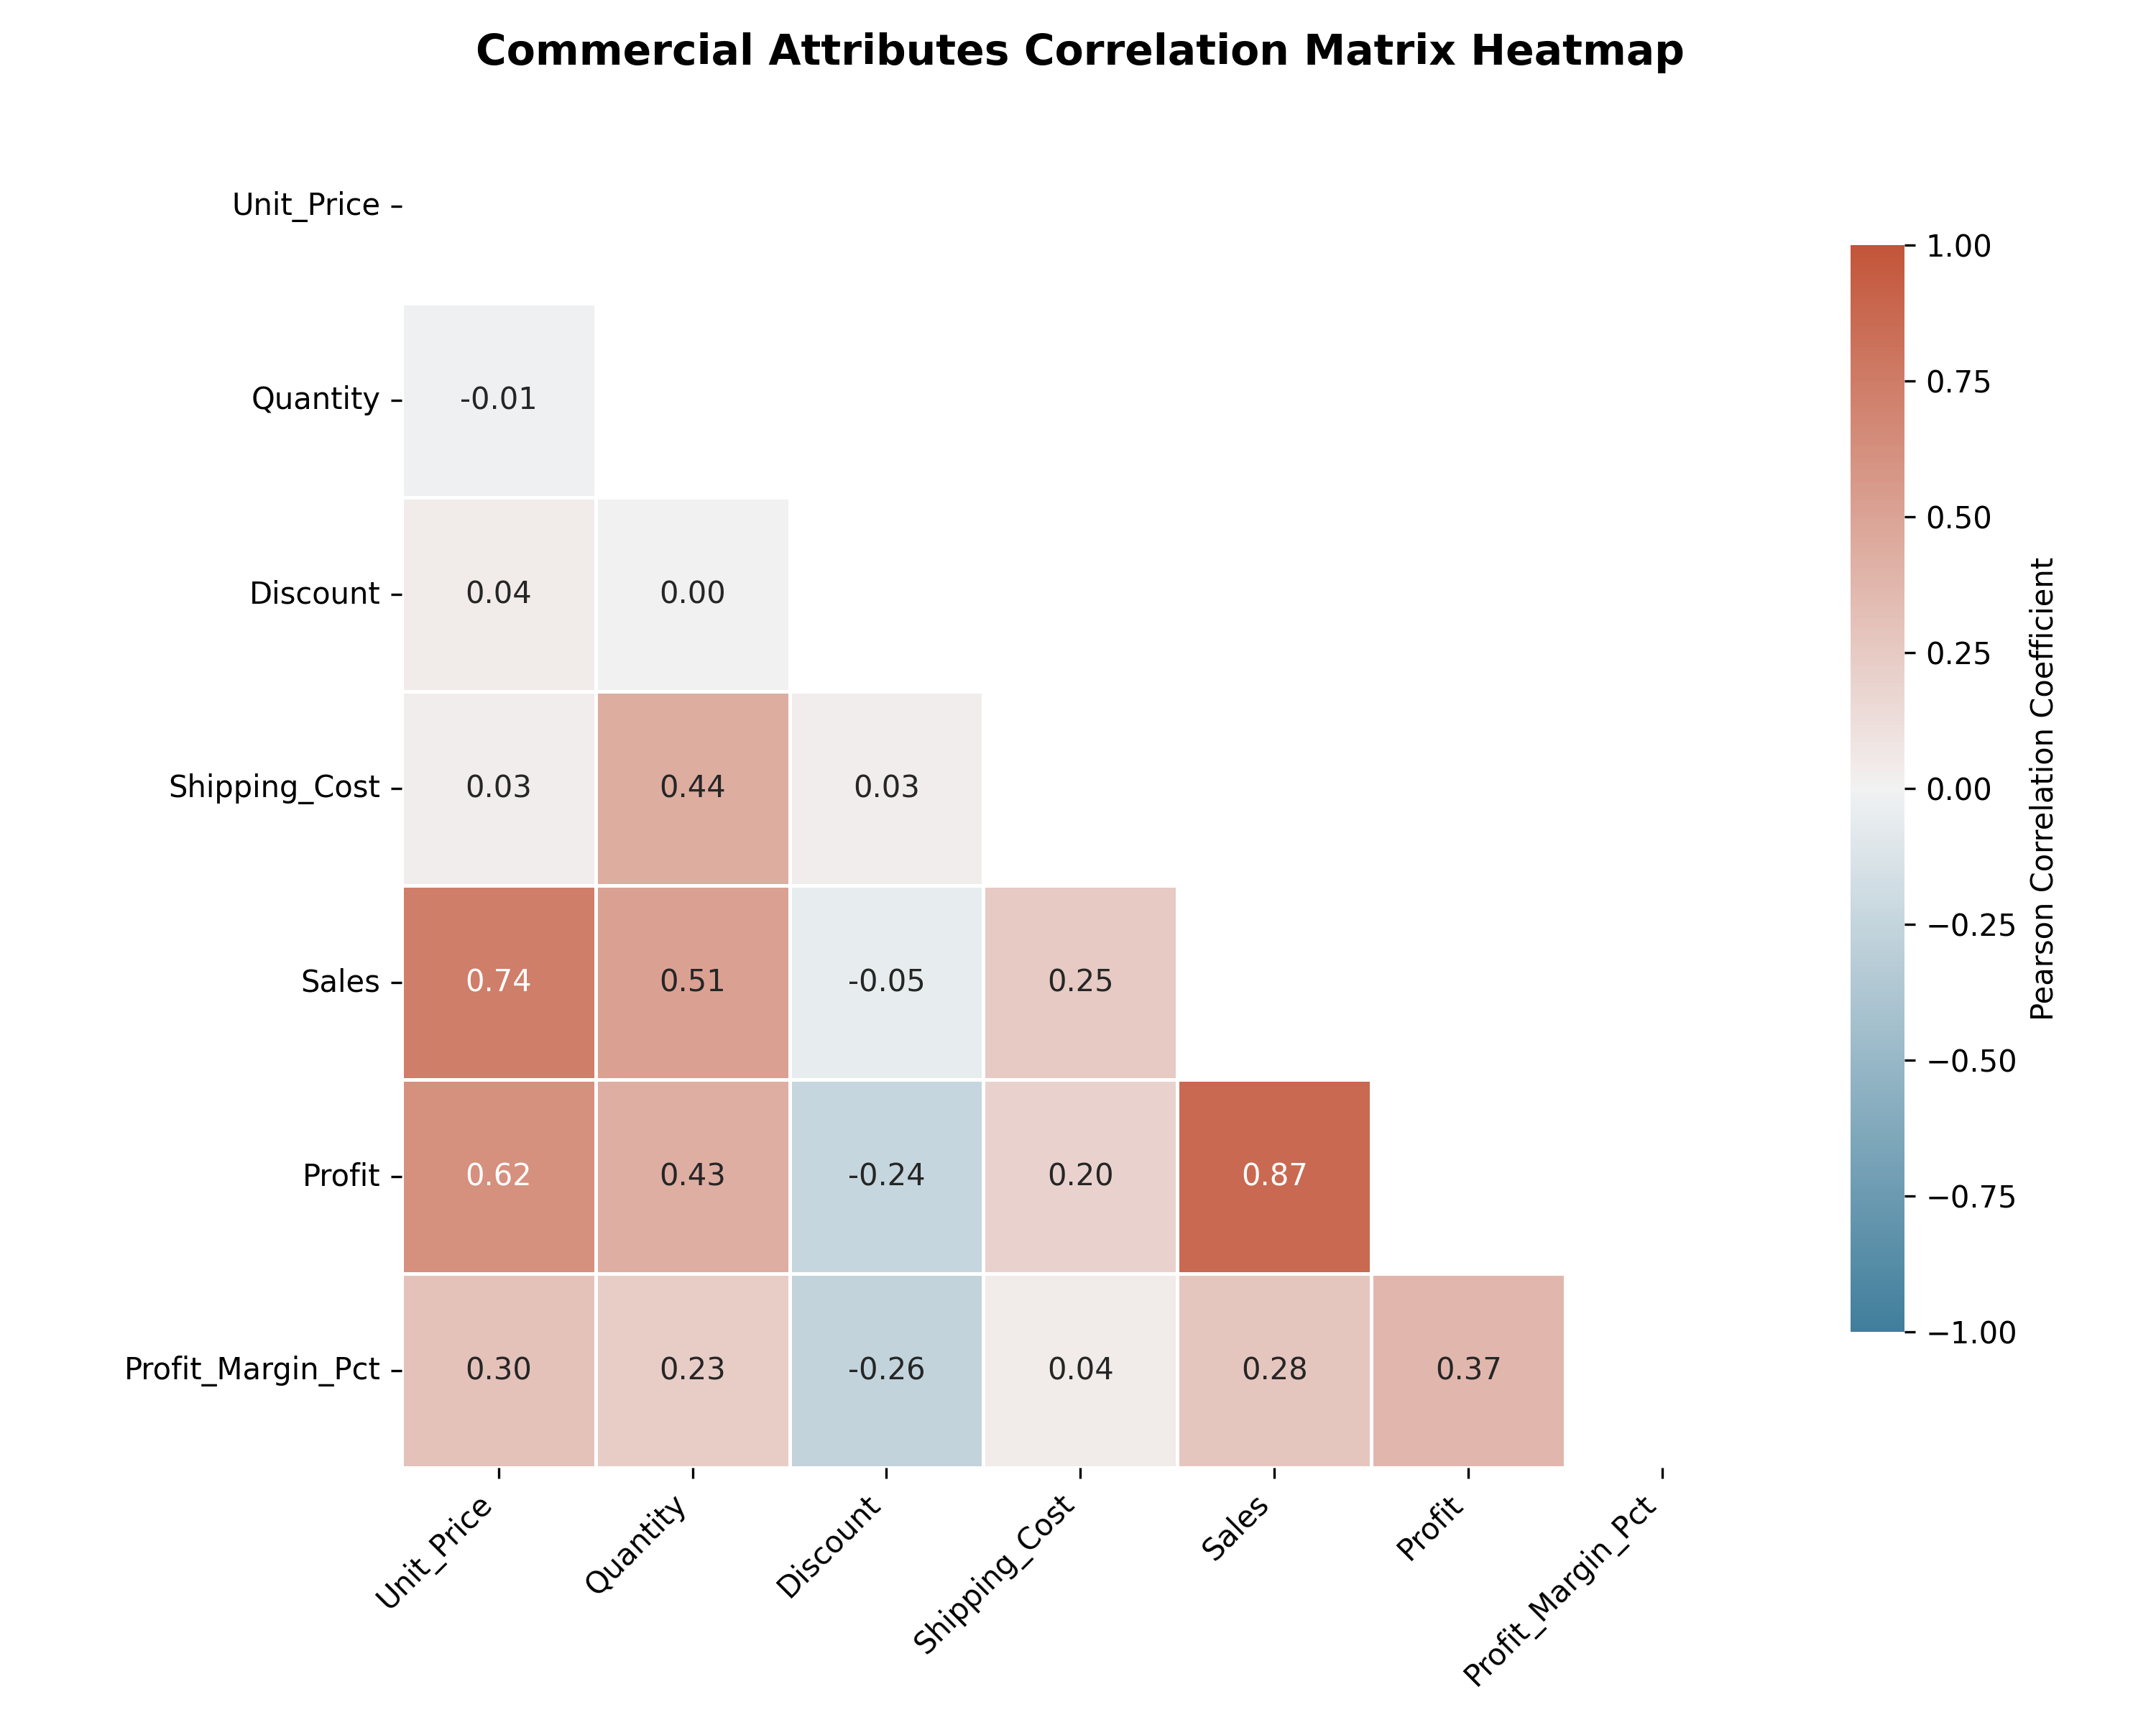 Commercial Attributes Correlation Matrix Heatmap
Unit_Price
Quantity -0.01
Discount 0.04 0.00
Shipping_Cost 0.03 0.44 0.03
Sales 0.74 0.51 -0.05 0.25
Profit 0.62 0.43 -0.24 0.20 0.87
Profit_Margin_Pct 0.30 0.23 -0.26 0.04 0.28 0.37
Unit_Price Quantity Discount Shipping_Cost Sales Profit Profit_Margin_Pct
1.00
0.75
0.50
0.25
0.00
−0.25
−0.50
−0.75
−1.00
Pearson Correlation Coefficient